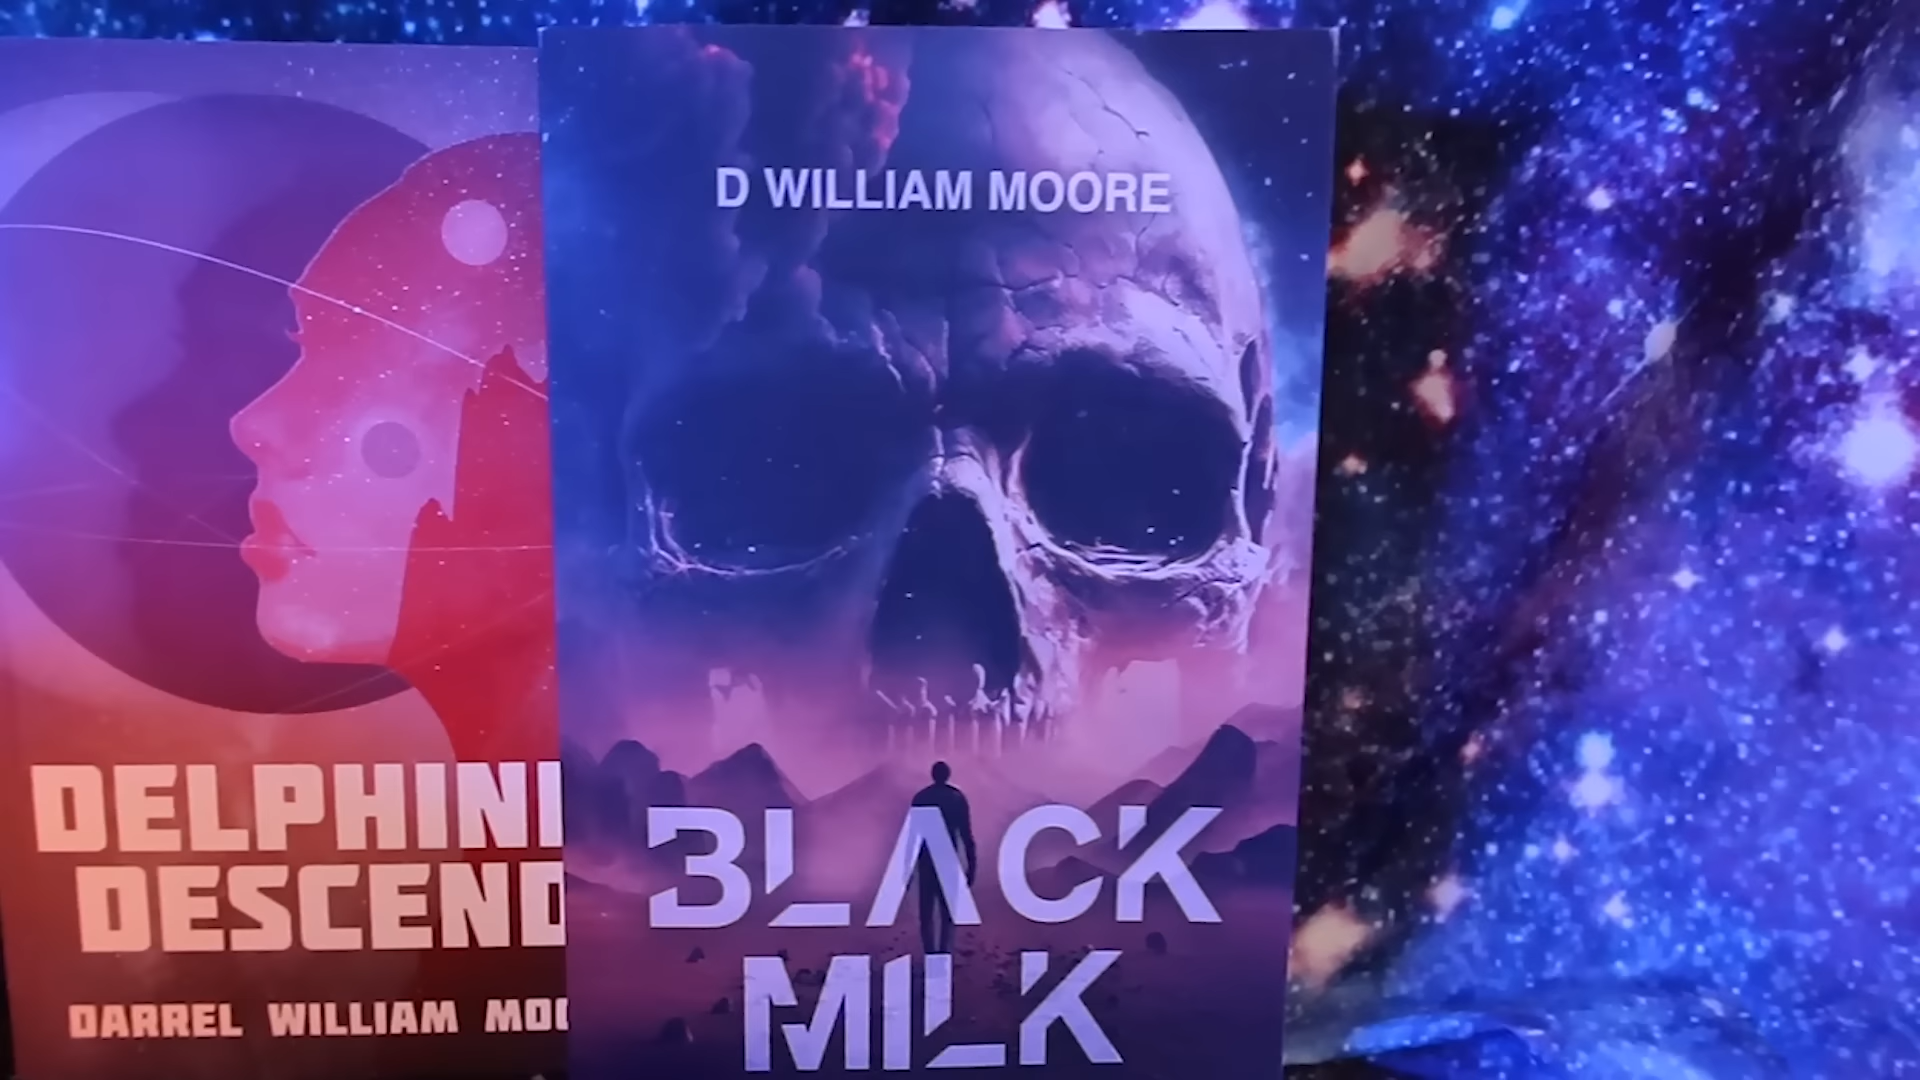 D WILLIAM MOORE
BLACK
MILK
DELPHINI
DESCEND
DARREL WILLIAM MOO